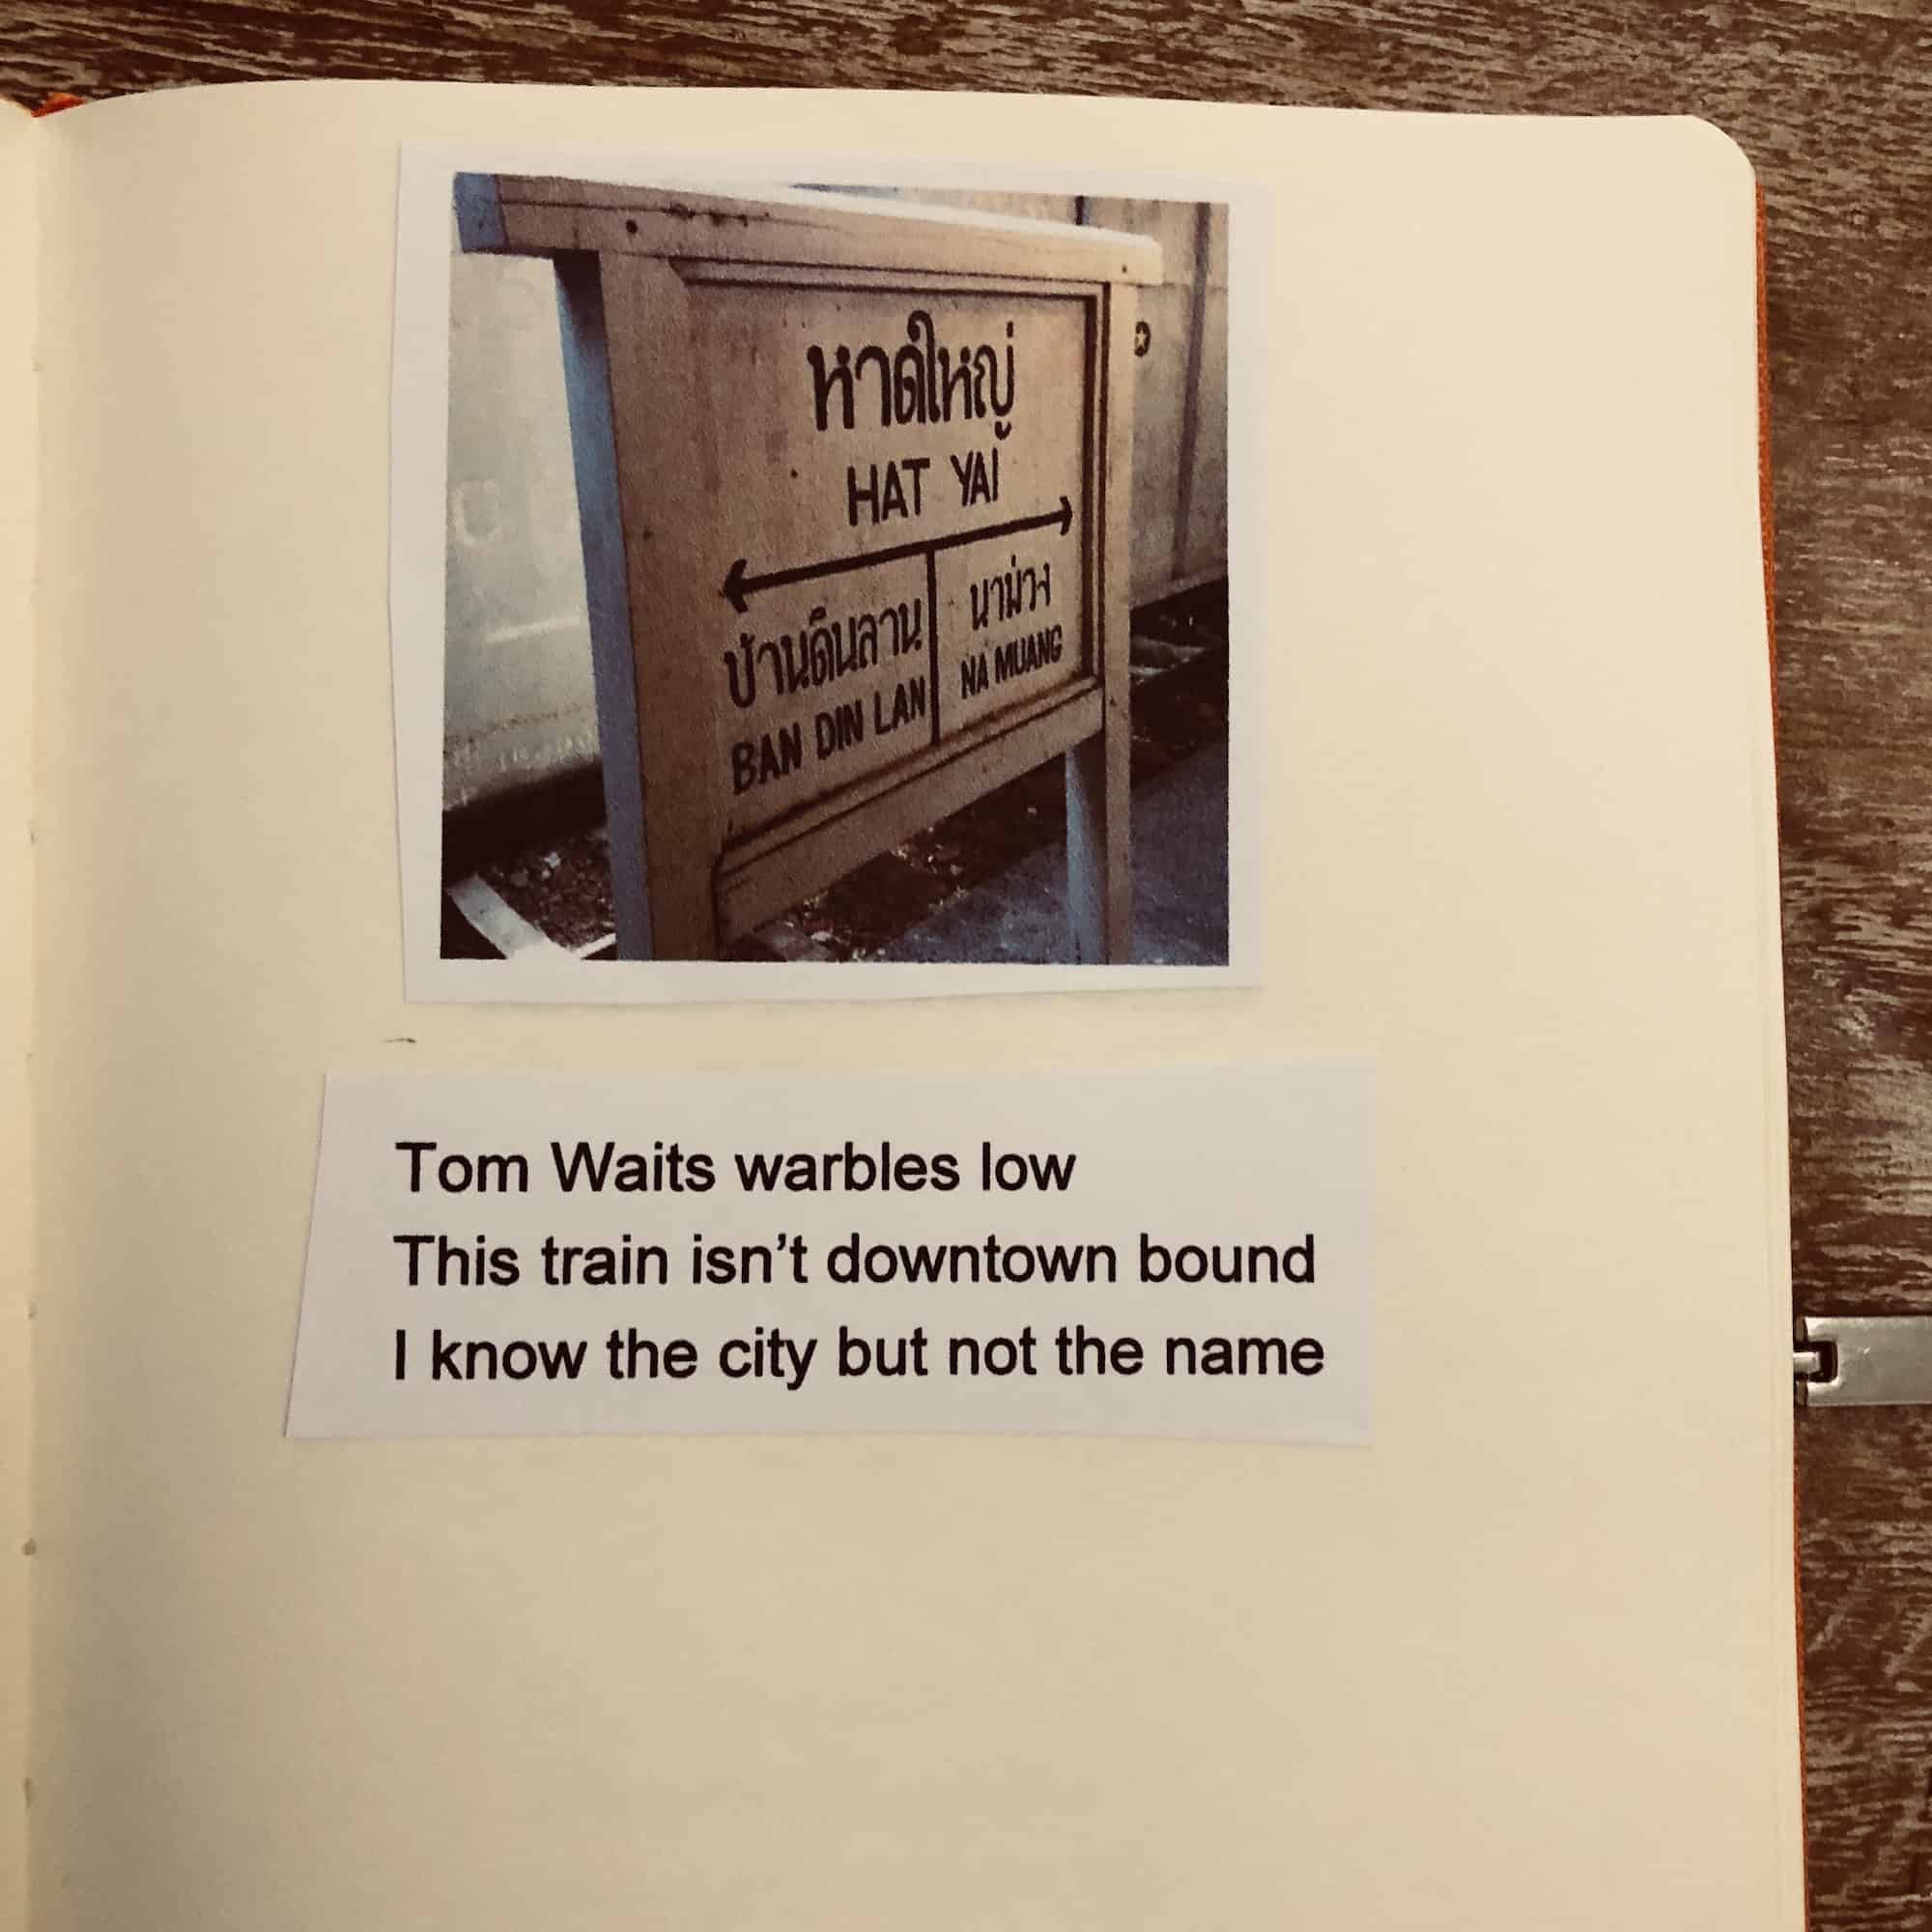 หาดใหญ่
HAT YAI
บ้านดินลาน
BAN DIN LAN
นาม่วง
NA MUANG
Tom Waits warbles low
This train isn’t downtown bound
I know the city but not the name